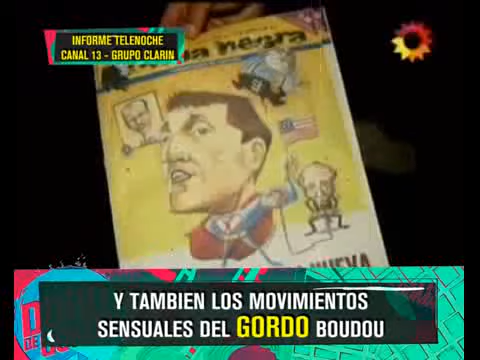 INFORME TELENOCHE
CANAL 13 - GRUPO CLARIN
negra
Y TAMBIEN LOS MOVIMIENTOS
SENSUALES DEL GORDO BOUDOU